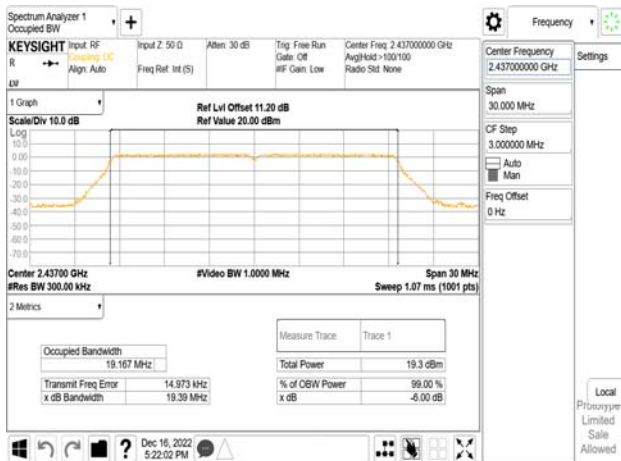 Spectrum Analyzer 1
Occupied BW
+
Frequency
KEYSIGHT
R
LXI
Input: RF
Coupling: DC
Align: Auto
Input Z: 50 Ω
Freq Ref: Int (S)
Atten: 30 dB
Trig: Free Run
Gate: Off
#IF Gain: Low
Center Freq: 2.437000000 GHz
Avg|Hold:>100/100
Radio Std: None
Center Frequency
2.437000000 GHz
Settings
Span
30.000 MHz
CF Step
3.000000 MHz
Auto
Man
Freq Offset
0 Hz
1 Graph
Scale/Div 10.0 dB
Ref Lvl Offset 11.20 dB
Ref Value 20.00 dBm
Log
10.0
0.00
-10.0
-20.0
-30.0
-40.0
-50.0
-60.0
-70.0
Center 2.43700 GHz
#Res BW 300.00 kHz
#Video BW 1.0000 MHz
Span 30 MHz
Sweep 1.07 ms (1001 pts)
2 Metrics
Measure Trace Trace 1
Occupied Bandwidth
19.167 MHz
Total Power 19.3 dBm
Transmit Freq Error 14.973 kHz
% of OBW Power 99.00 %
x dB Bandwidth 19.39 MHz
x dB -6.00 dB
Local
Prototype
Limited
Sale
Allowed
?
Dec 16, 2022
5:22:02 PM